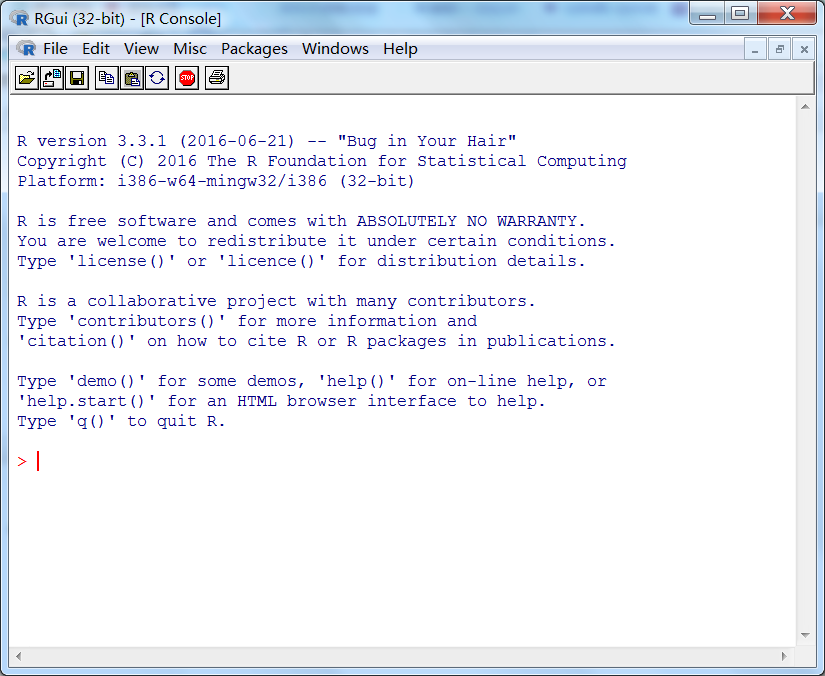 RGui (32-bit) - [R Console]
R File Edit View Misc Packages Windows Help
STOP
R version 3.3.1 (2016-06-21) -- "Bug in Your Hair"
Copyright (C) 2016 The R Foundation for Statistical Computing
Platform: i386-w64-mingw32/i386 (32-bit)
R is free software and comes with ABSOLUTELY NO WARRANTY.
You are welcome to redistribute it under certain conditions.
Type 'license()' or 'licence()' for distribution details.
R is a collaborative project with many contributors.
Type 'contributors()' for more information and
'citation()' on how to cite R or R packages in publications.
Type 'demo()' for some demos, 'help()' for on-line help, or
'help.start()' for an HTML browser interface to help.
Type 'q()' to quit R.
>